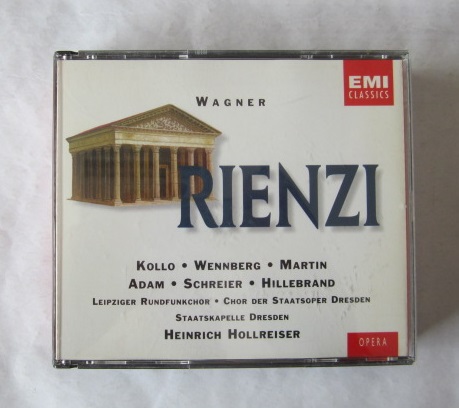 EMI
CLASSICS
WAGNER
RIENZI
KOLLO • WENNBERG • MARTIN
ADAM • SCHREIER • HILLEBRAND
LEIPZIGER RUNDFUNKCHOR • CHOR DER STAATSOPER DRESDEN
STAATSKAPELLE DRESDEN
HEINRICH HOLLREISER
OPERA